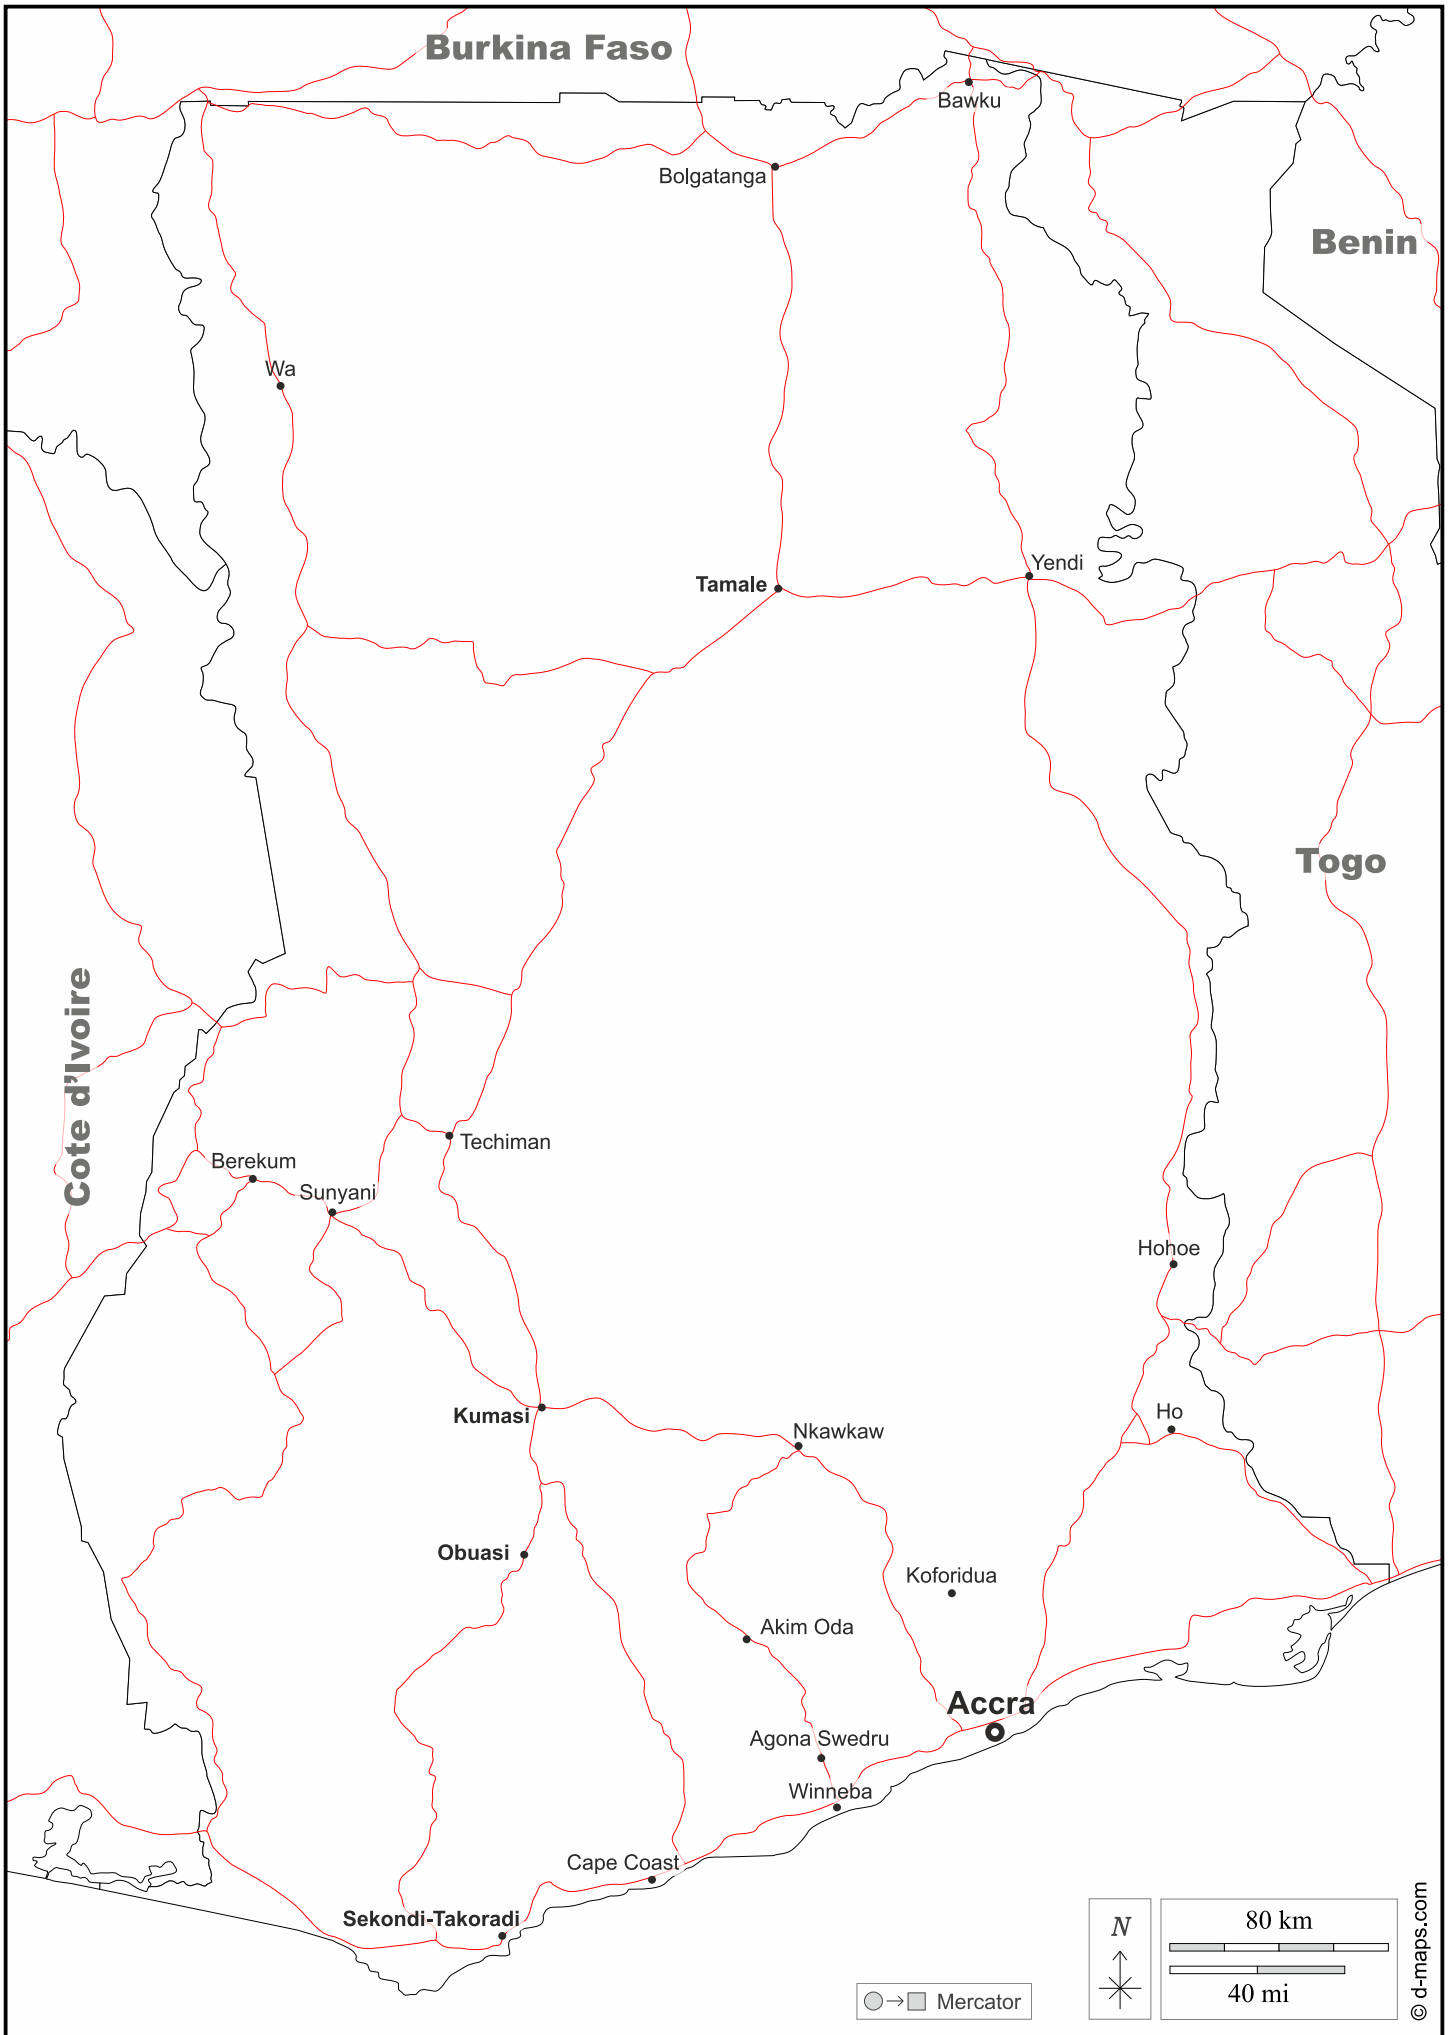 Burkina Faso
Bawku
Bolgatanga
Benin
Wa
Yendi
Tamale
Togo
Cote d'Ivoire
Techiman
Berekum
Sunyani
Hohoe
Kumasi
Ho
Nkawkaw
Obuasi
Koforidua
Akim Oda
Accra
Agona Swedru
Winneba
Cape Coast
Sekondi-Takoradi
N
80 km
40 mi
Mercator
© d-maps.com